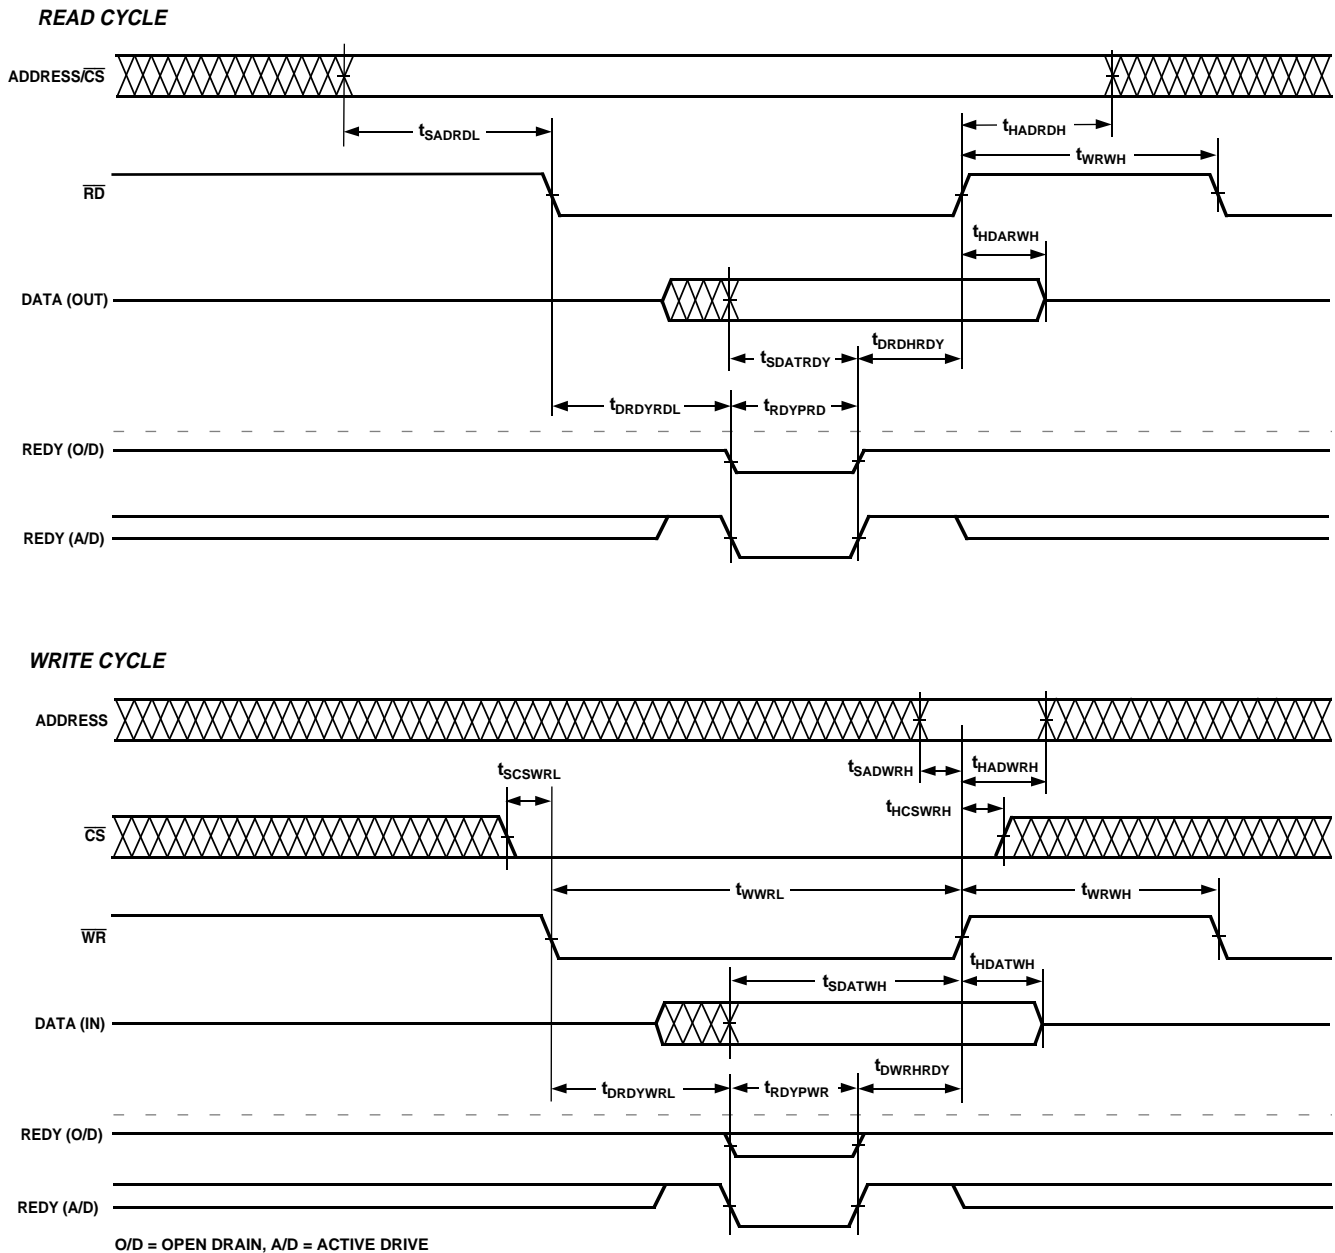 READ CYCLE
ADDRESS/CS
tSADRDL
tHADRDH
tWRWH
RD
tHDARWH
DATA (OUT)
tSDATRDY
tDRDHRDY
tDRDYRDL
tRDYPRD
REDY (O/D)
REDY (A/D)
WRITE CYCLE
ADDRESS
tSCSWRL
tSADWRH
tHADWRH
tHCSWRH
CS
tWWRL
tWRWH
WR
tSDATWH
tHDATWH
DATA (IN)
tDRDYWRL
tRDYPWR
tDWRHRDY
REDY (O/D)
REDY (A/D)
O/D = OPEN DRAIN, A/D = ACTIVE DRIVE